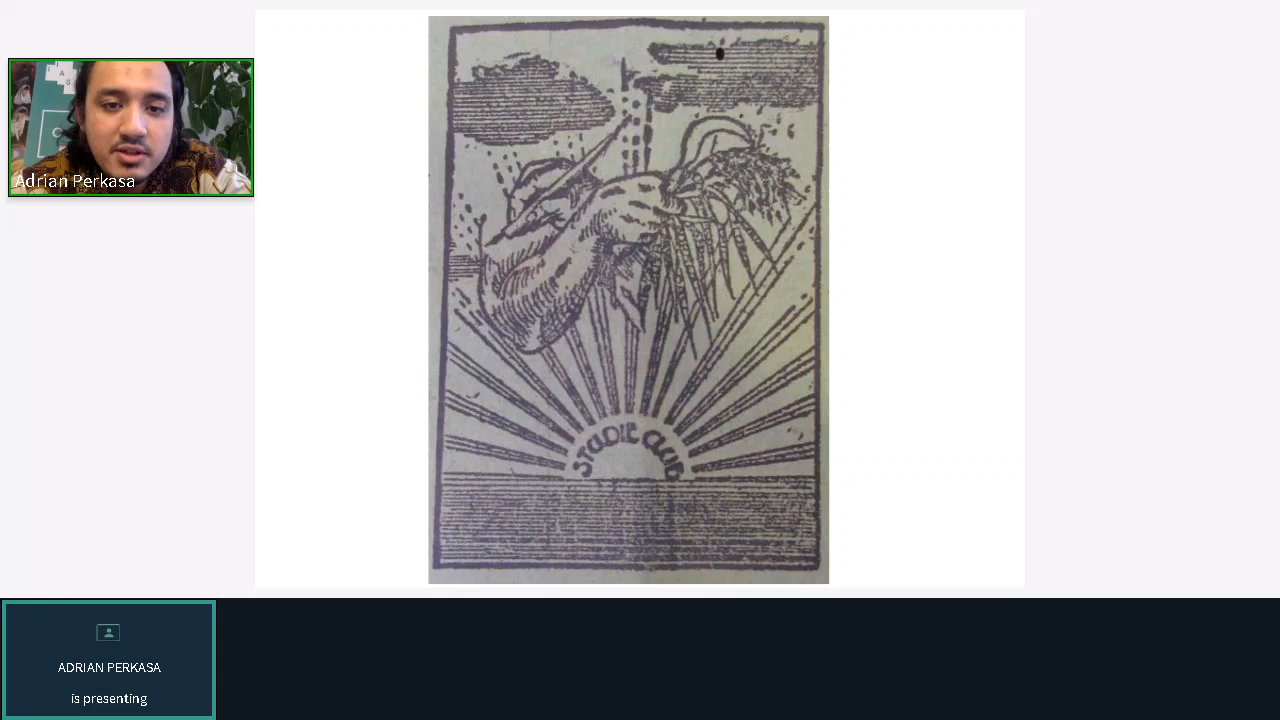 Adrian Perkasa
STUDIE CLUB
ADRIAN PERKASA
is presenting